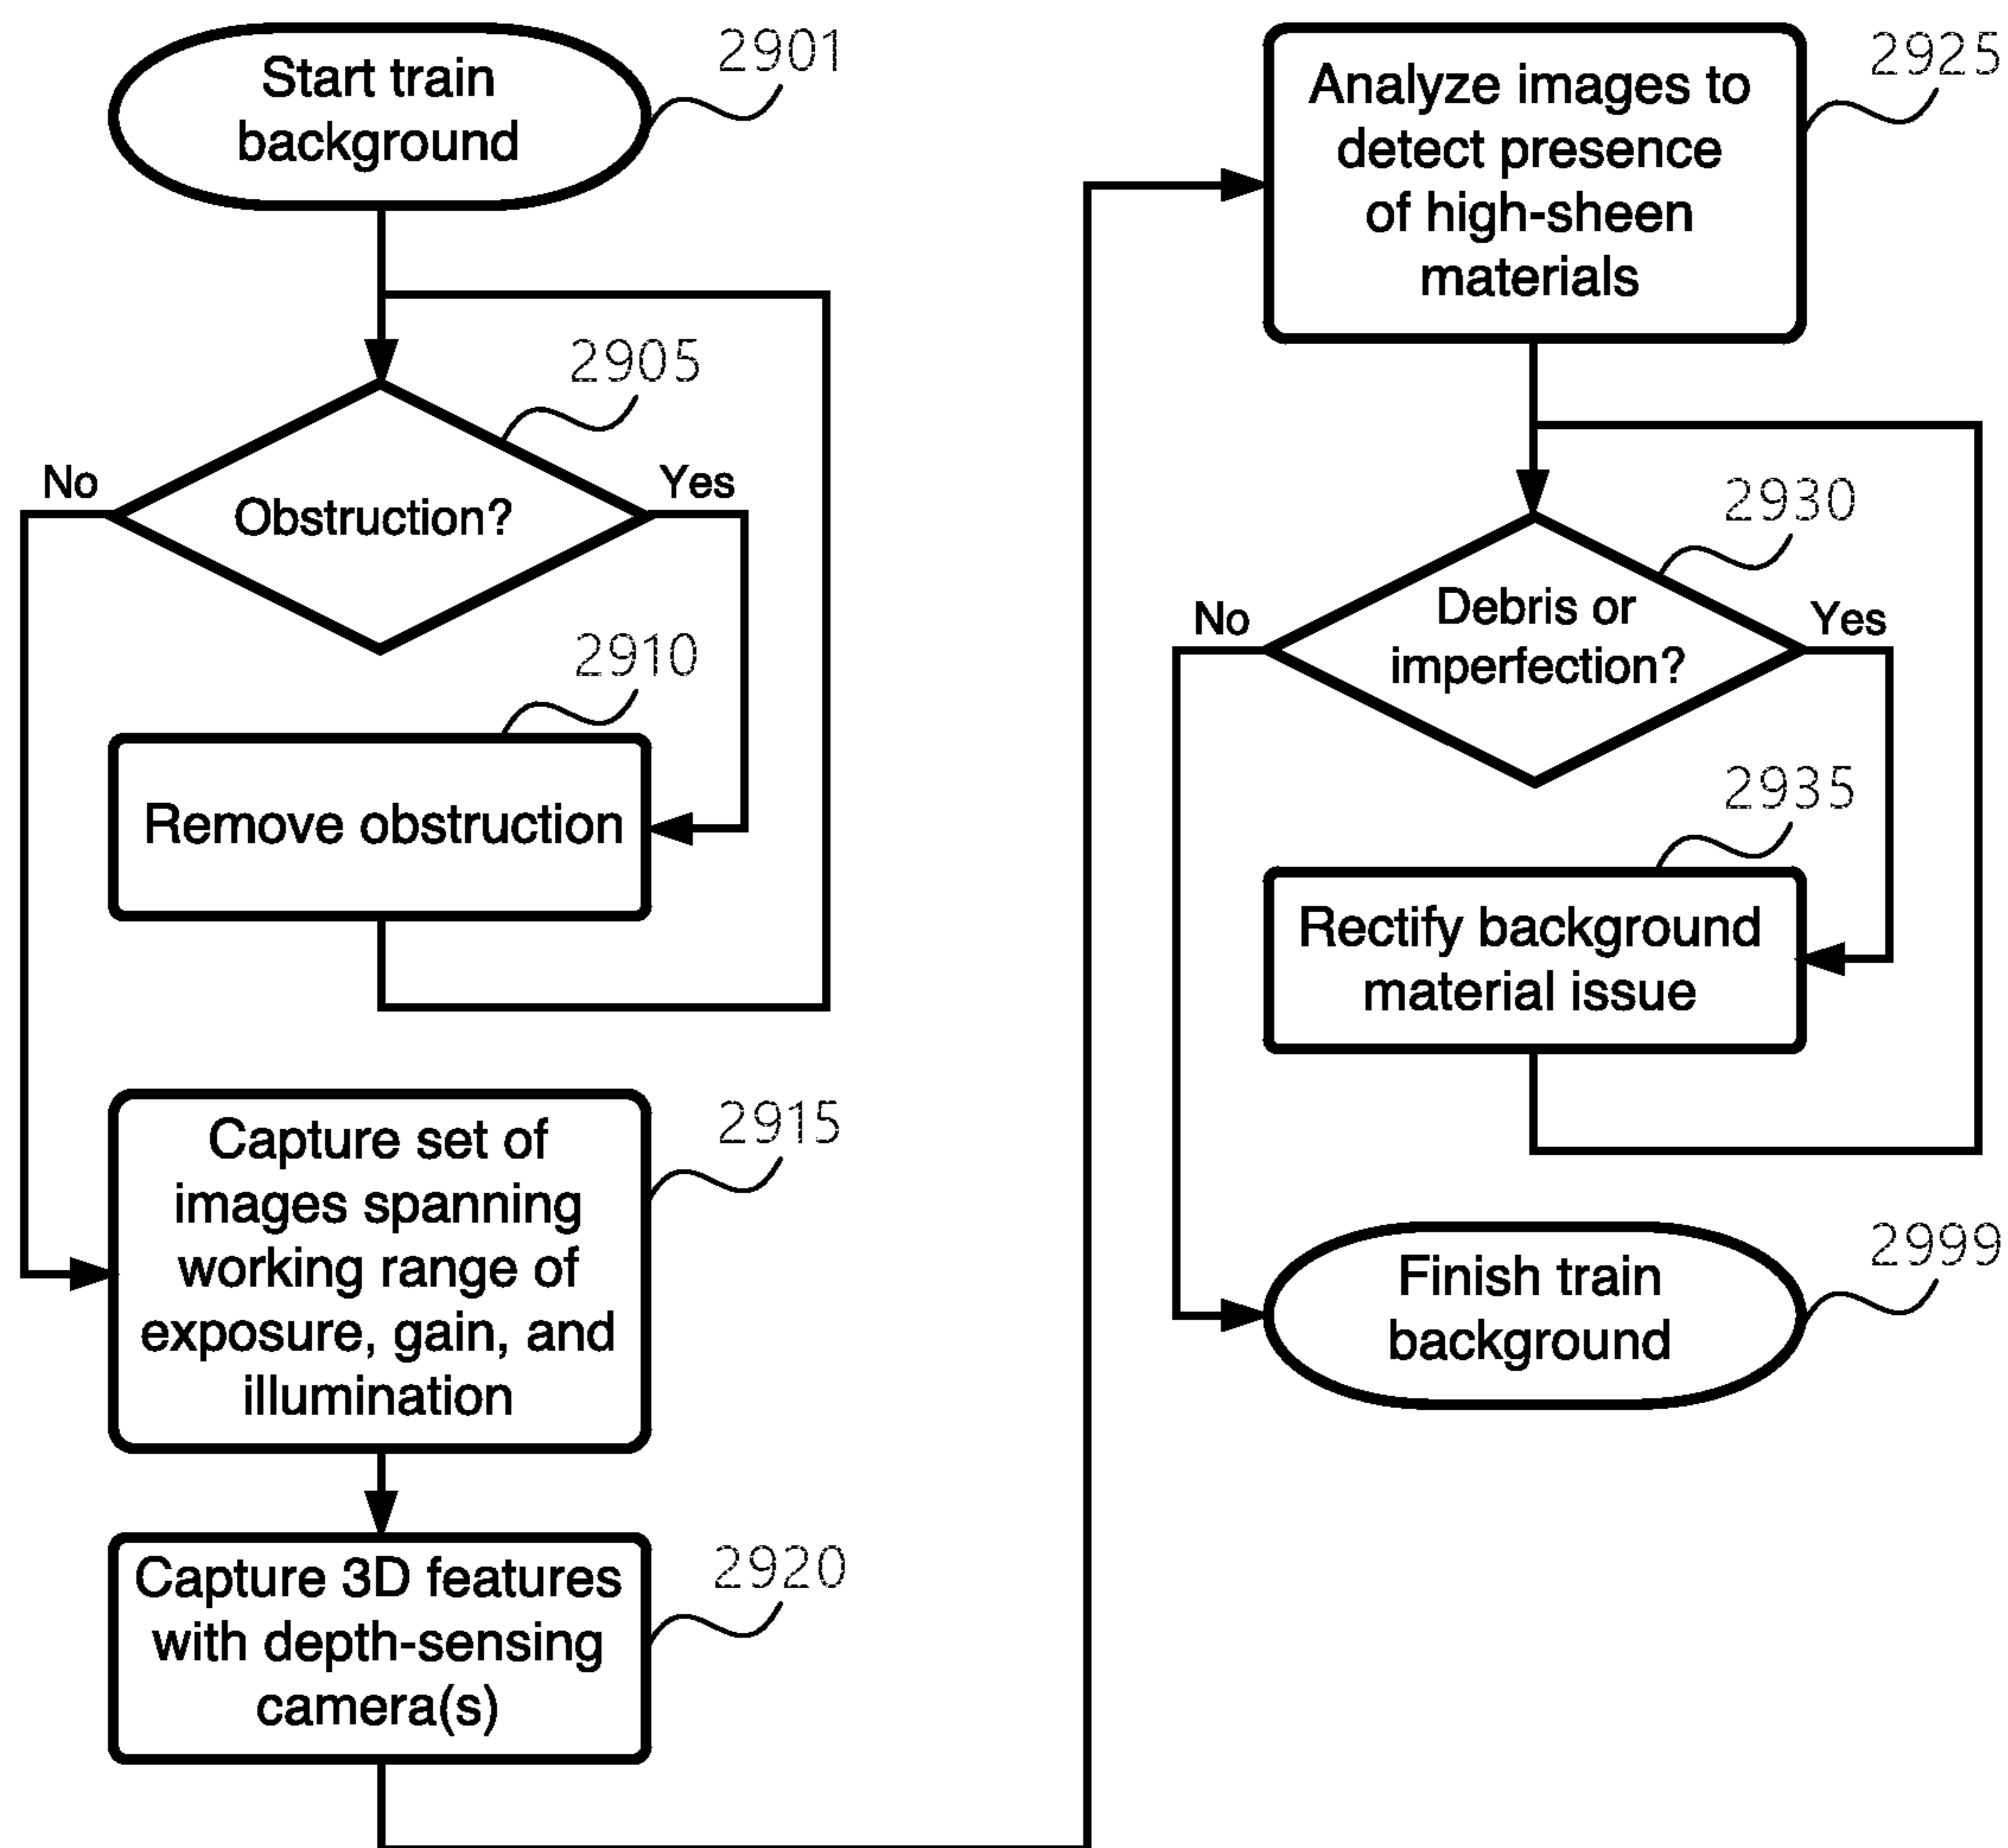 Start train
background
2901
2905
No
Obstruction?
Yes
2910
Remove obstruction
Capture set of
images spanning
working range of
exposure, gain, and
illumination
2915
Capture 3D features
with depth-sensing
camera(s)
2920
Analyze images to
detect presence
of high-sheen
materials
2925
2930
No
Debris or
imperfection?
Yes
2935
Rectify background
material issue
Finish train
background
2999